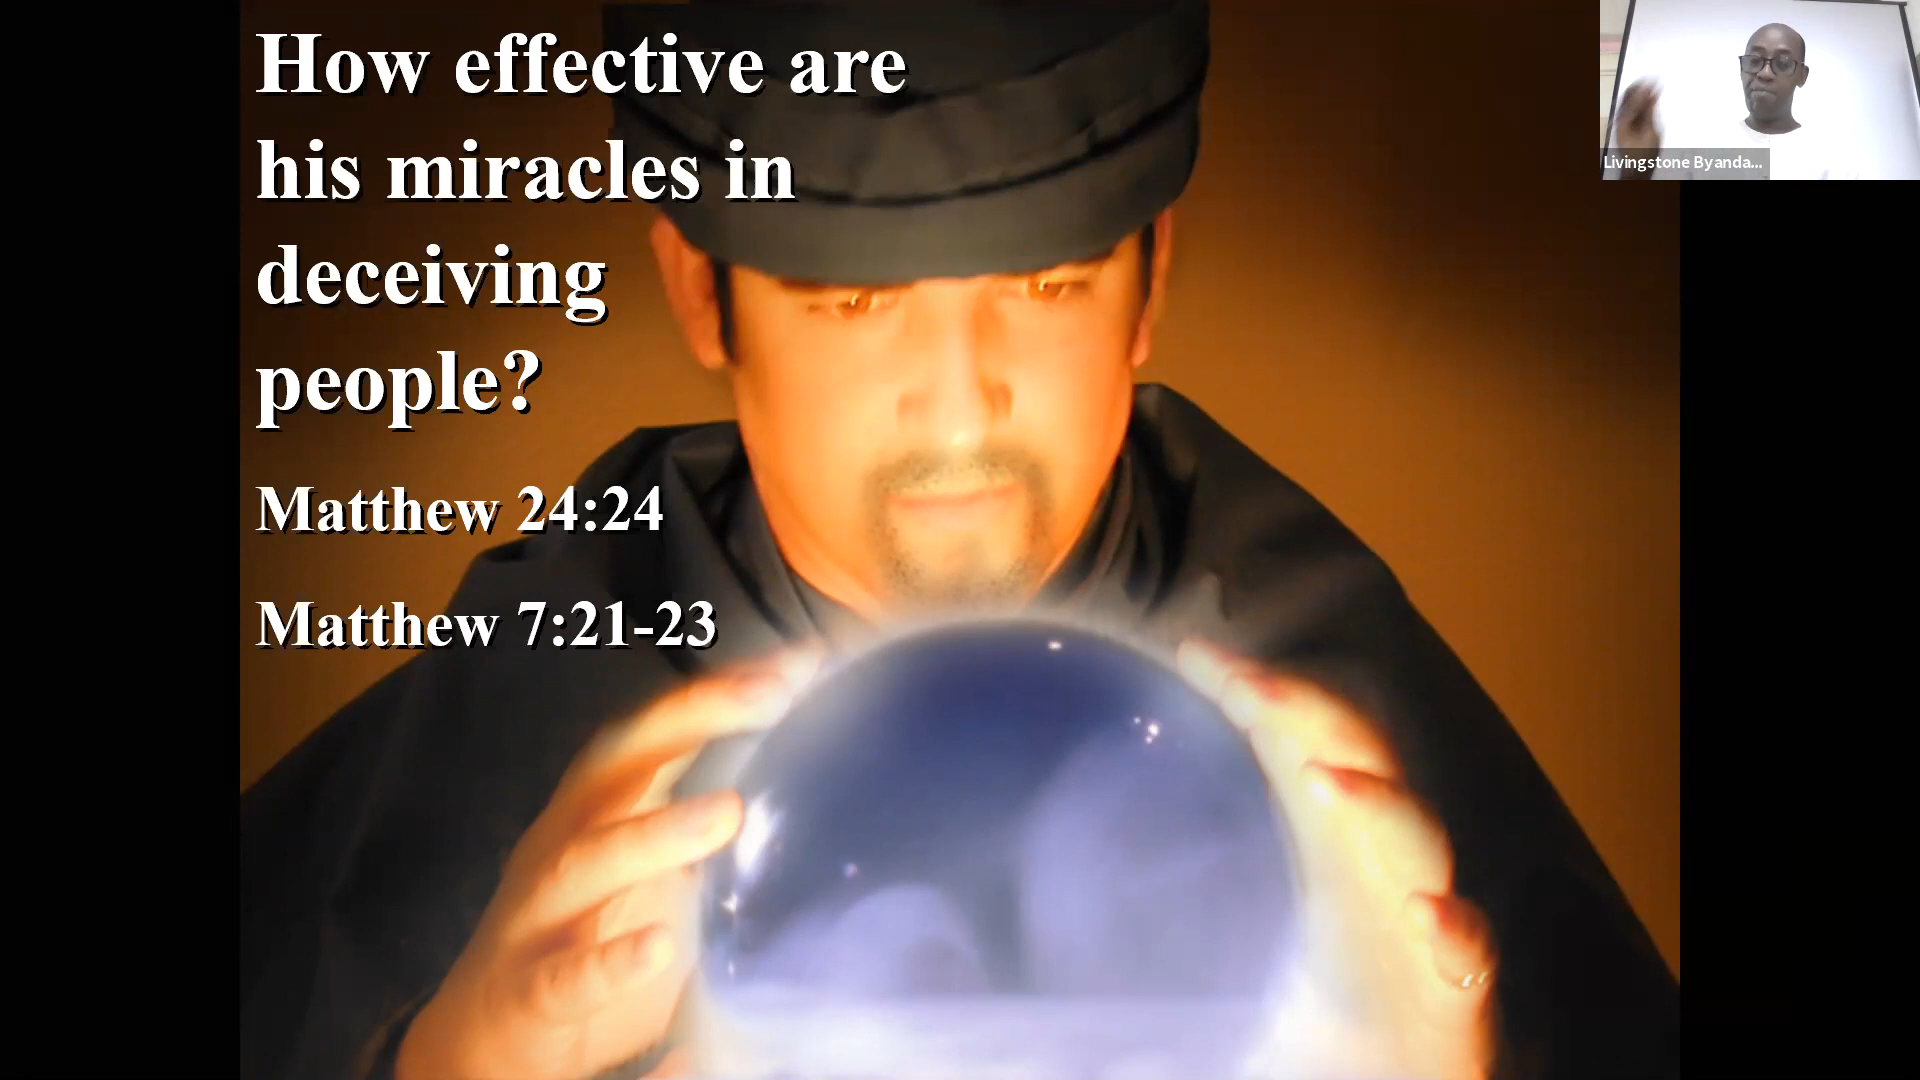 How effective are
his miracles in
deceiving
people?
Matthew 24:24
Matthew 7:21-23
Livingstone Byanda...